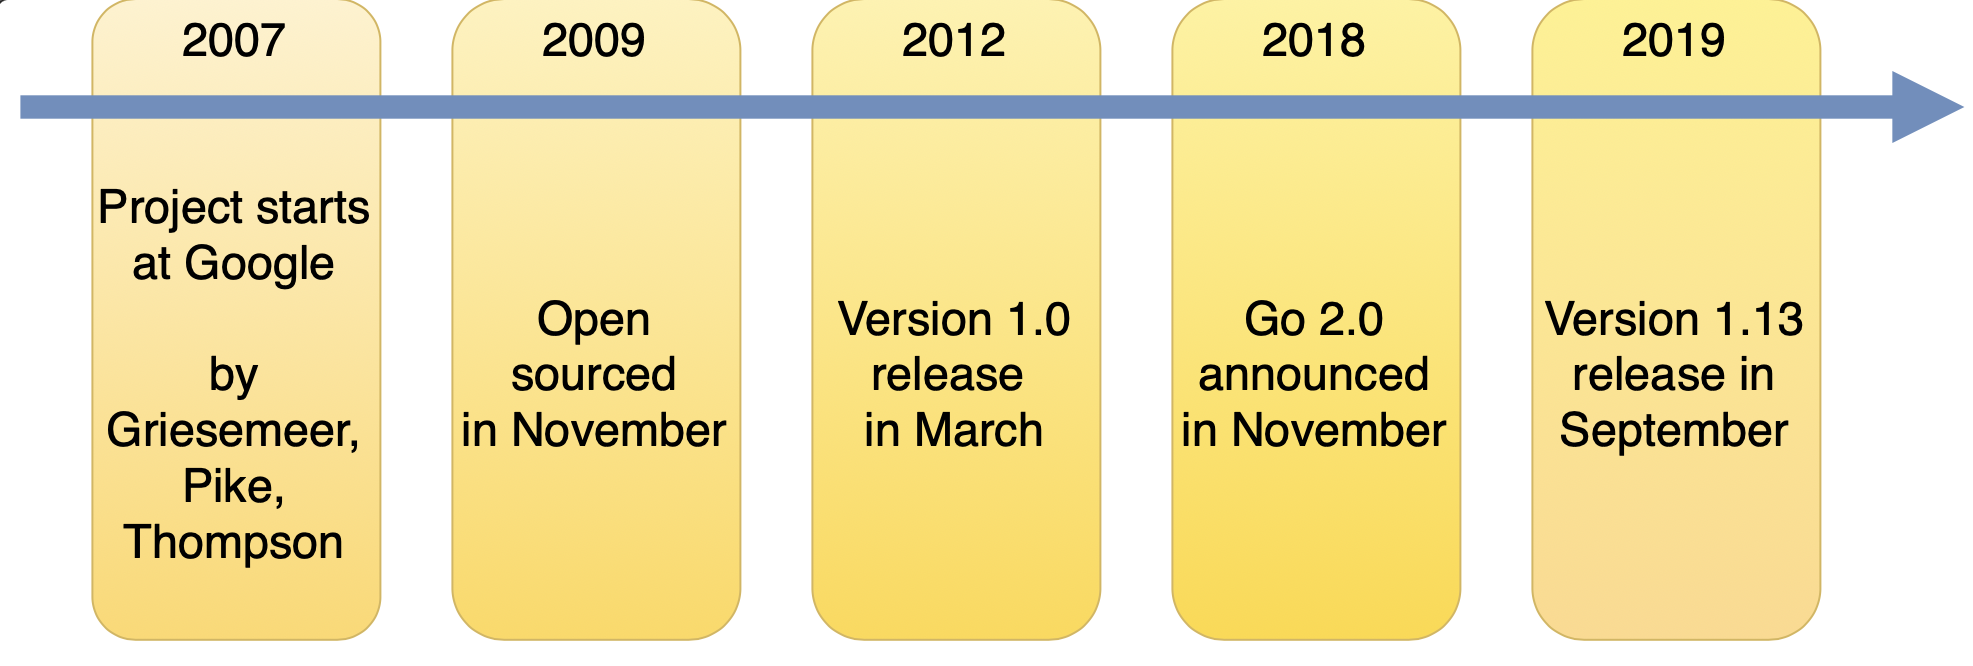 2007
Project starts
at Google
by
Griesemeer,
Pike,
Thompson
2009
Open
sourced
in November
2012
Version 1.0
release
in March
2018
Go 2.0
announced
in November
2019
Version 1.13
release in
September